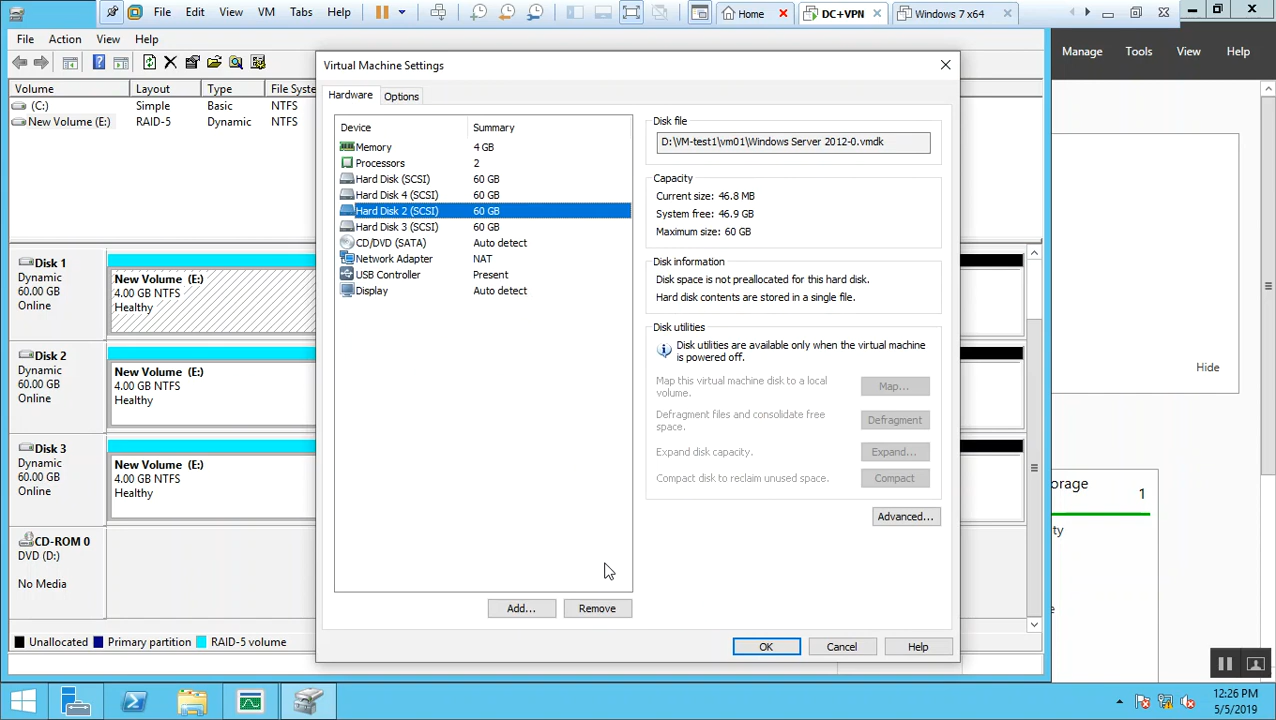 File Edit View VM Tabs Help Home DC+VPN Windows 7 x64
File Action View Help
Manage Tools View Help
Volume Layout Type File Syste
(C:) Simple Basic NTFS
New Volume (E:) RAID-5 Dynamic NTFS
Disk 1
Dynamic
60.00 GB
Online
New Volume (E:)
4.00 GB NTFS
Healthy
Disk 2
Dynamic
60.00 GB
Online
New Volume (E:)
4.00 GB NTFS
Healthy
Disk 3
Dynamic
60.00 GB
Online
New Volume (E:)
4.00 GB NTFS
Healthy
CD-ROM 0
DVD (D:)
No Media
Unallocated Primary partition RAID-5 volume
Virtual Machine Settings
Hardware Options
Device Summary
Memory 4 GB
Processors 2
Hard Disk (SCSI) 60 GB
Hard Disk 4 (SCSI) 60 GB
Hard Disk 2 (SCSI) 60 GB
Hard Disk 3 (SCSI) 60 GB
CD/DVD (SATA) Auto detect
Network Adapter NAT
USB Controller Present
Display Auto detect
Add... Remove
Disk file
D:\VM-test1\vm01\Windows Server 2012-0.vmdk
Capacity
Current size: 46.8 MB
System free: 46.9 GB
Maximum size: 60 GB
Disk information
Disk space is not preallocated for this hard disk.
Hard disk contents are stored in a single file.
Disk utilities
Disk utilities are available only when the virtual machine
is powered off.
Map this virtual machine disk to a local
volume.
Map...
Defragment files and consolidate free
space.
Defragment
Expand disk capacity. Expand...
Compact disk to reclaim unused space. Compact
Advanced...
OK Cancel Help
Hide
orage 1
ty
12:26 PM
5/5/2019